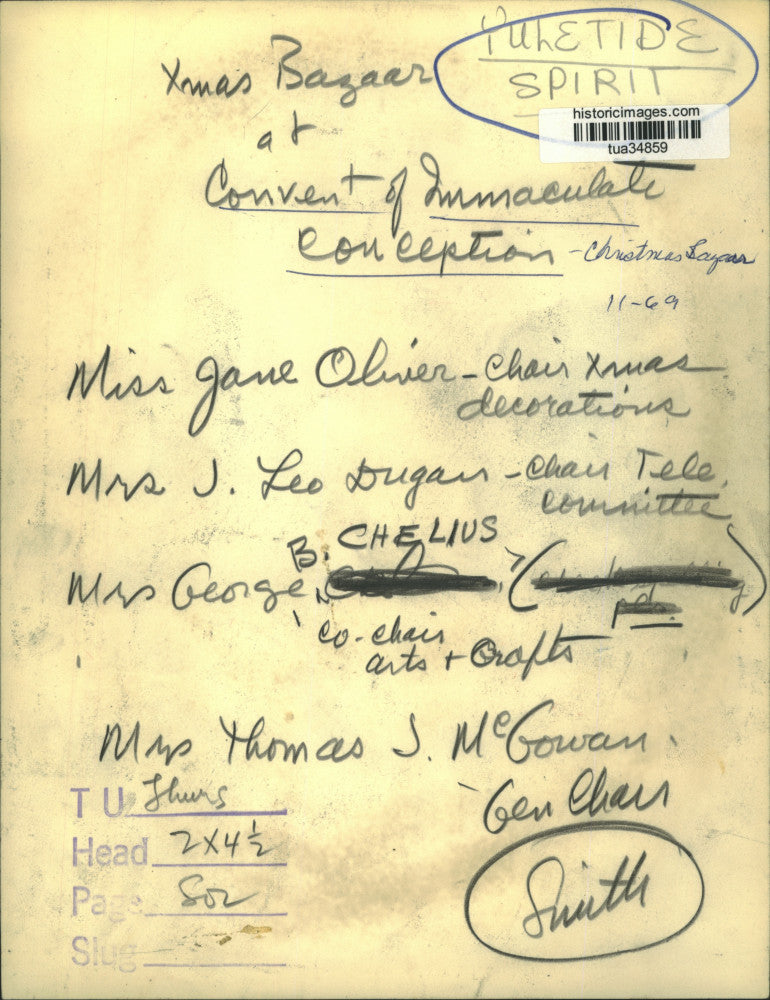 YULETIDE
SPIRIT
Xmas Bazaar
historicimages.com
tua34859
at
Convent of Immaculate
Conception - Christmas Bazaar
11-69
Miss Jane Oliver - Chair Xmas
decorations
Mrs J. Leo Dugan - Chair Tele.
Committee
B. CHELIUS
Mrs George
pd.
co-chair
arts + Crafts
Mrs Thomas J. McGowan.
Gen Chair
T U Thurs
Head 2x4½
Page Soc
Slug
Smith